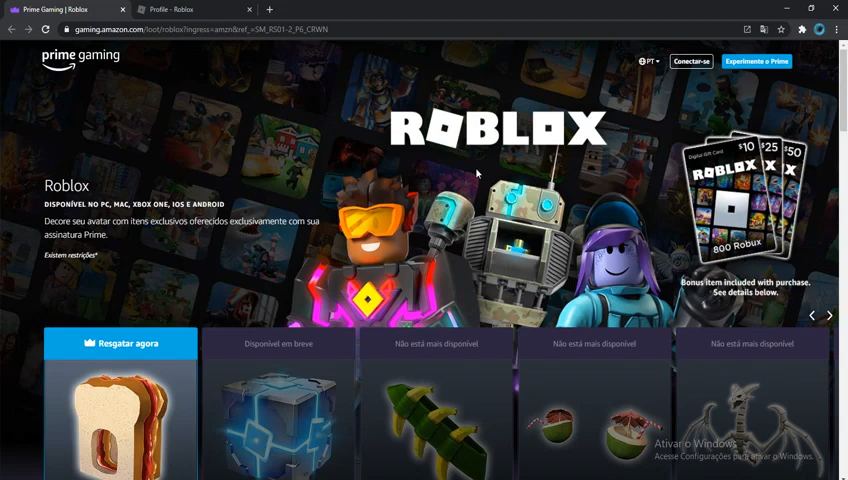 Prime Gaming | Roblox
Profile - Roblox
gaming.amazon.com/loot/roblox?ingress=amzn&ref_=SM_RS01-2_P6_CRWN
prime gaming
PT
Conectar-se
Experimente o Prime
ROBLOX
Digital Gift Card
$10
$25
$50
ROBLOX
800 Robux
Roblox
DISPONÍVEL NO PC, MAC, XBOX ONE, IOS E ANDROID
Decore seu avatar com itens exclusivos oferecidos exclusivamente com sua
assinatura Prime.
Existem restrições*
Bonus item included with purchase.
See details below.
Resgatar agora
Disponível em breve
Não está mais disponível
Não está mais disponível
Não está mais disponível
Ativar o Windows
Acesse Configurações para ativar o Windows.